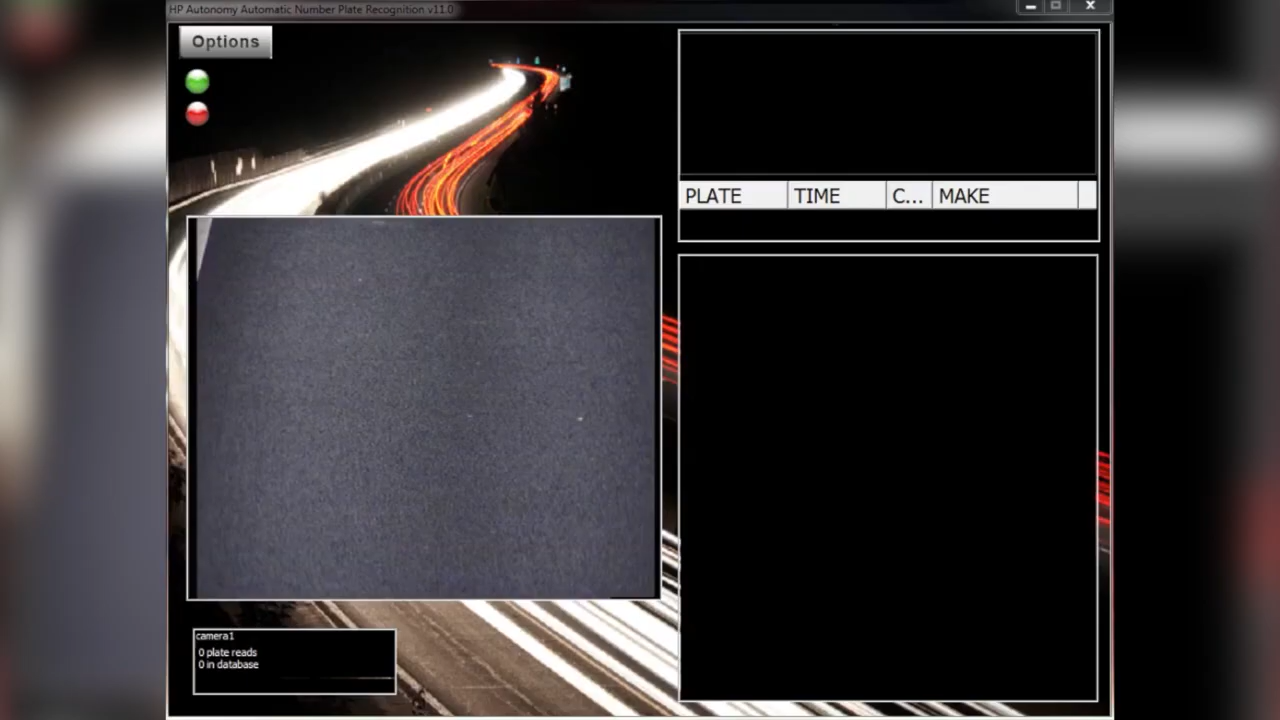 HP Autonomy Automatic Number Plate Recognition v11.0
Options
PLATE TIME C... MAKE
camera1
0 plate reads
0 in database